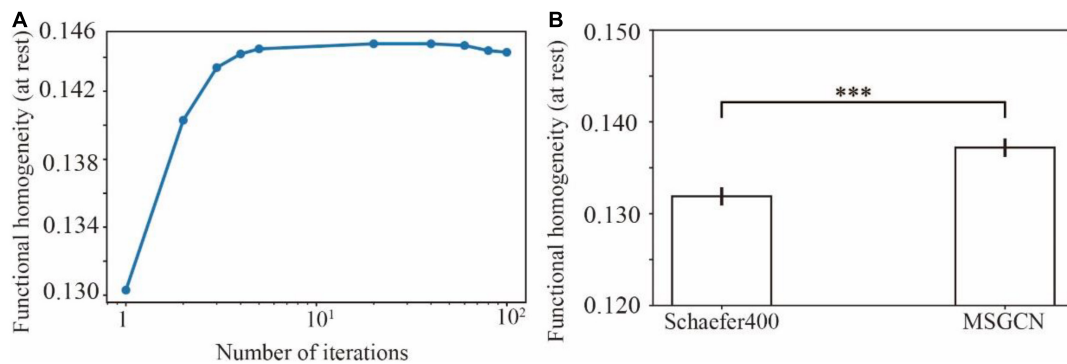 A
Functional homogeneity (at rest)
0.146
0.142
0.138
0.134
0.130
1
10¹
10²
Number of iterations
B
Functional homogeneity (at rest)
0.150
0.140
0.130
0.120
***
Schaefer400
MSGCN